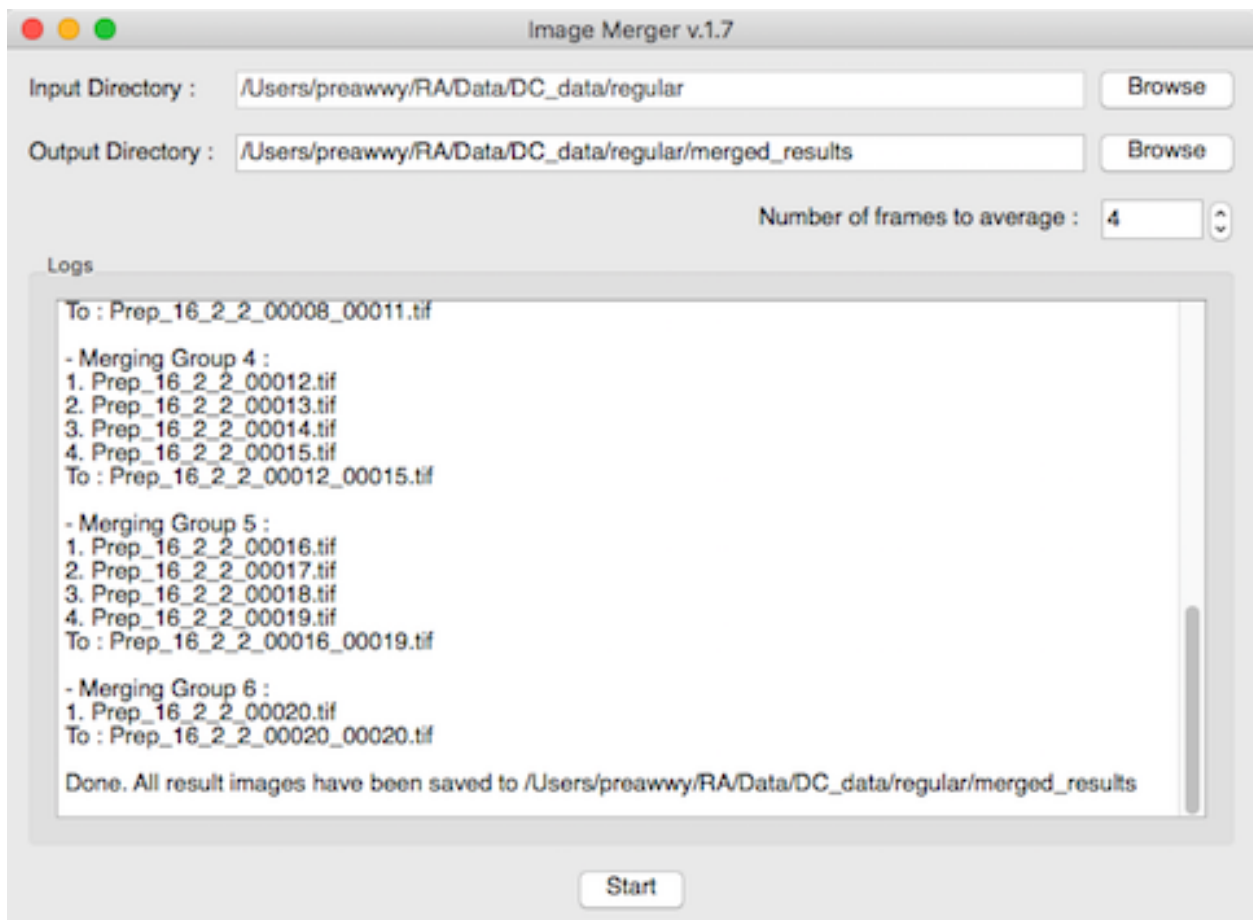 Image Merger v.1.7
Input Directory : /Users/preawwy/RA/Data/DC_data/regular Browse
Output Directory : /Users/preawwy/RA/Data/DC_data/regular/merged_results Browse
Number of frames to average : 4
Logs
To : Prep_16_2_2_00008_00011.tif
- Merging Group 4 :
1. Prep_16_2_2_00012.tif
2. Prep_16_2_2_00013.tif
3. Prep_16_2_2_00014.tif
4. Prep_16_2_2_00015.tif
To : Prep_16_2_2_00012_00015.tif
- Merging Group 5 :
1. Prep_16_2_2_00016.tif
2. Prep_16_2_2_00017.tif
3. Prep_16_2_2_00018.tif
4. Prep_16_2_2_00019.tif
To : Prep_16_2_2_00016_00019.tif
- Merging Group 6 :
1. Prep_16_2_2_00020.tif
To : Prep_16_2_2_00020_00020.tif
Done. All result images have been saved to /Users/preawwy/RA/Data/DC_data/regular/merged_results
Start